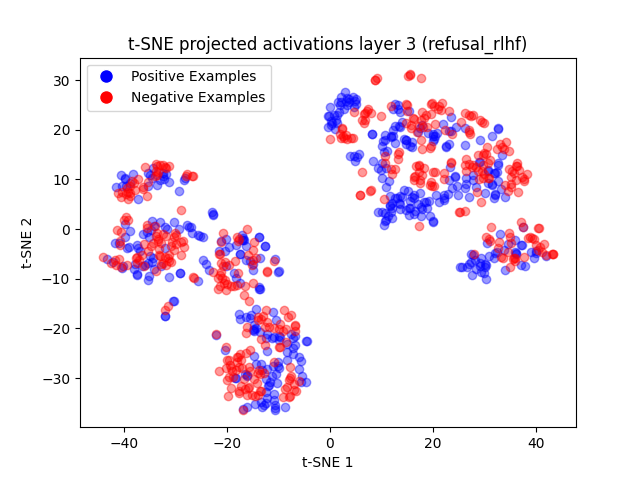 t-SNE projected activations layer 3 (refusal_rlhf)
Positive Examples
Negative Examples
30
20
10
0
−10
−20
−30
t-SNE 2
−40
−20
0
20
40
t-SNE 1